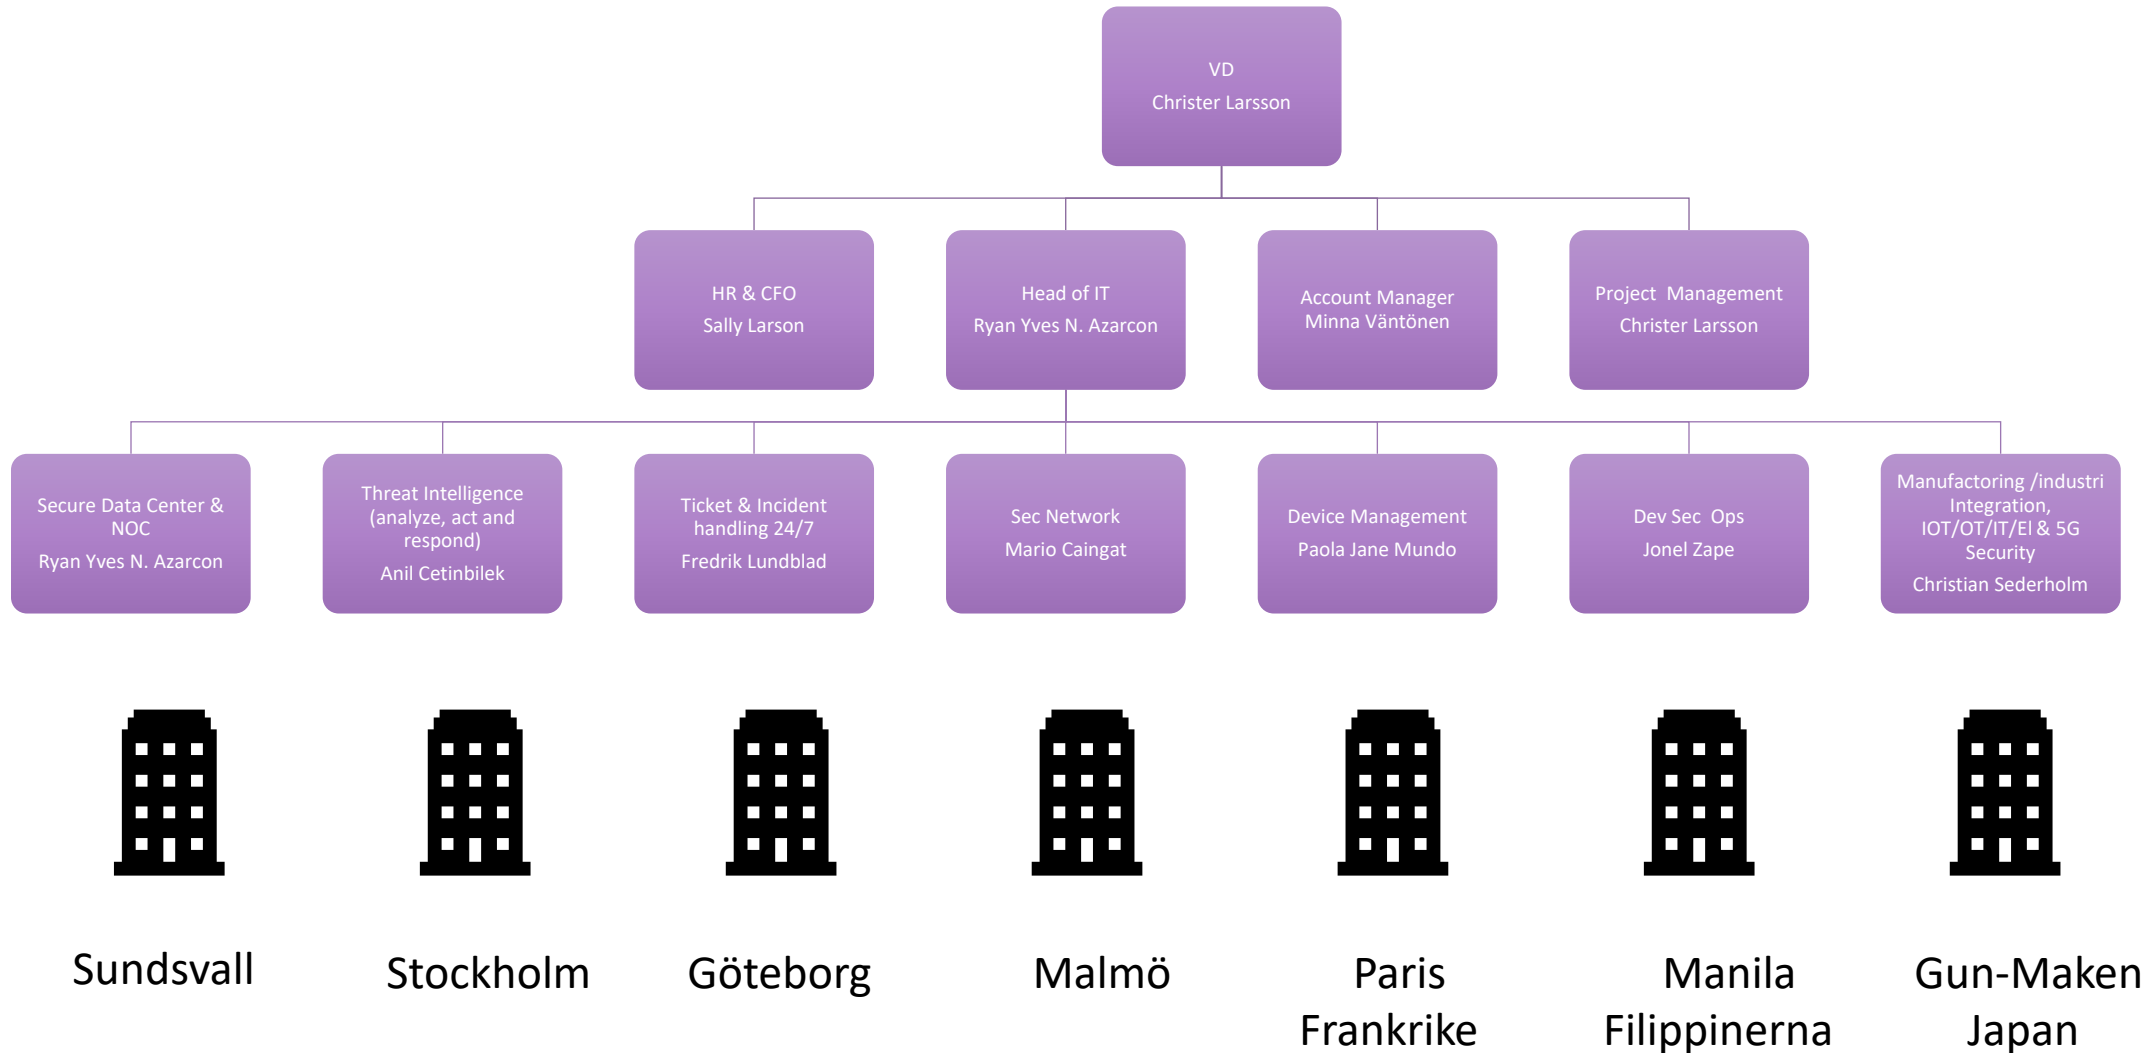 VD
Christer Larsson
HR & CFO
Sally Larson
Head of IT
Ryan Yves N. Azarcon
Account Manager
Minna Väntönen
Project  Management
Christer Larsson
Secure Data Center &
NOC
Ryan Yves N. Azarcon
Threat Intelligence
(analyze, act and
respond)
Anil Cetinbilek
Ticket & Incident
handling 24/7
Fredrik Lundblad
Sec Network
Mario Caingat
Device Management
Paola Jane Mundo
Dev Sec  Ops
Jonel Zape
Manufactoring /industri
Integration,
IOT/OT/IT/El & 5G
Security
Christian Sederholm
Sundsvall
Stockholm
Göteborg
Malmö
Paris
Frankrike
Manila
Filippinerna
Gun-Maken
Japan